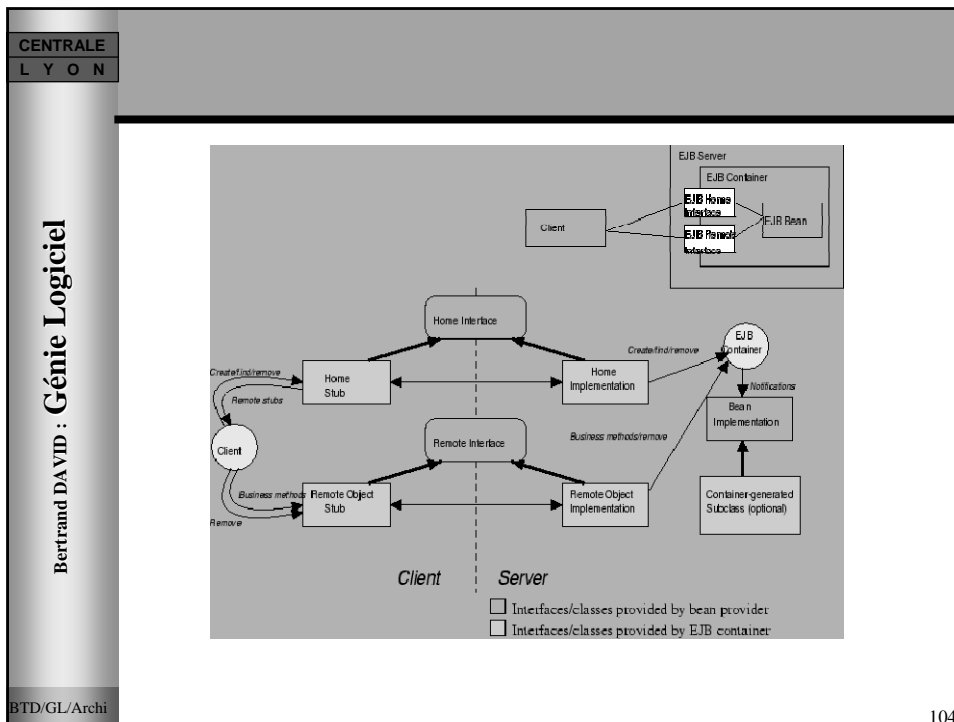 CENTRALE
L Y O N
Bertrand DAVID : Génie Logiciel
BTD/GL/Archi
EJB Server
EJB Container
EJB Home
Interface
EJB Remote
Interface
EJB Bean
Client
Home Interface
Create/find/remove
EJB
Container
Create/find/remove
Home
Stub
Home
Implementation
Notifications
Remote stubs
Bean
Implementation
Client
Remote Interface
Business methods/remove
Business methods
Remote Object
Stub
Remote Object
Implementation
Container-generated
Subclass (optional)
Remove
Client
Server
Interfaces/classes provided by bean provider
Interfaces/classes provided by EJB container
104